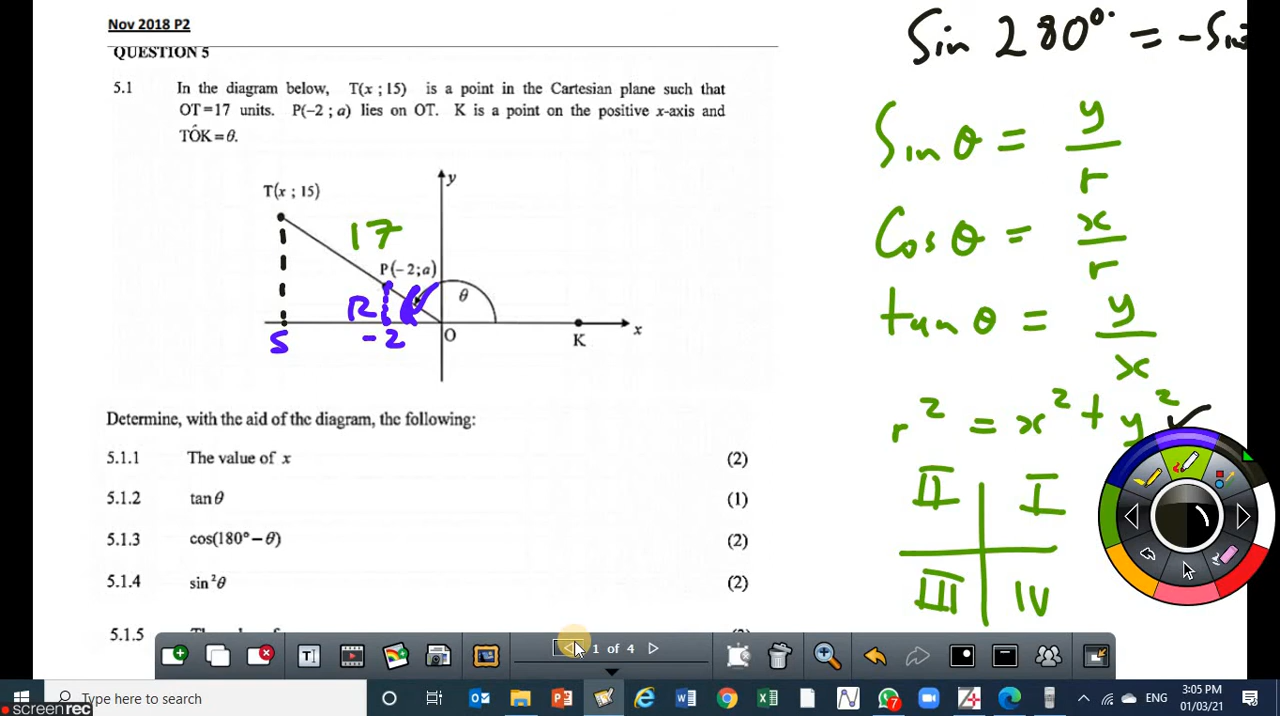 Nov 2018 P2
QUESTION 5
5.1 In the diagram below, T(x ; 15) is a point in the Cartesian plane such that
OT = 17 units. P(−2 ; a) lies on OT. K is a point on the positive x-axis and
TÔK = θ.
T(x ; 15)
y
17
P(−2 ; a)
θ
R
S
-2
O
K
x
Determine, with the aid of the diagram, the following:
5.1.1 The value of x (2)
5.1.2 tan θ (1)
5.1.3 cos(180° − θ) (2)
5.1.4 sin²θ (2)
5.1.5
Sin 280° = -Sin
Sin θ = y/r
Cos θ = x/r
tan θ = y/x
r² = x² + y² ✓
II I
III IV
T
1 of 4
Type here to search
7
ENG
3:05 PM
01/03/21
screenrec